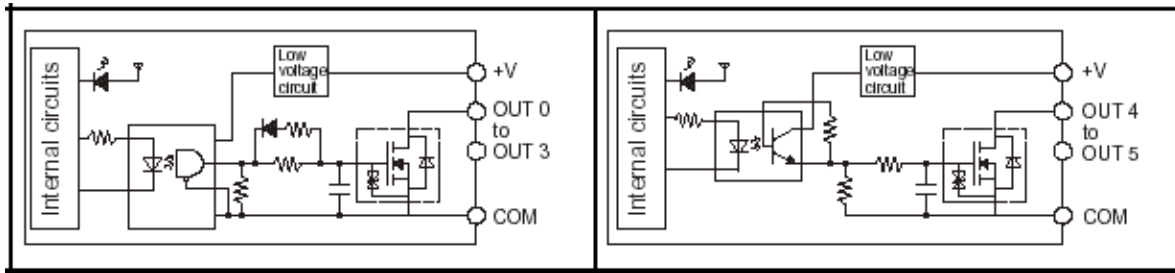 Internal circuits
Low
voltage
circuit
+V
OUT 0
to
OUT 3
COM
Internal circuits
Low
voltage
circuit
+V
OUT 4
to
OUT 5
COM